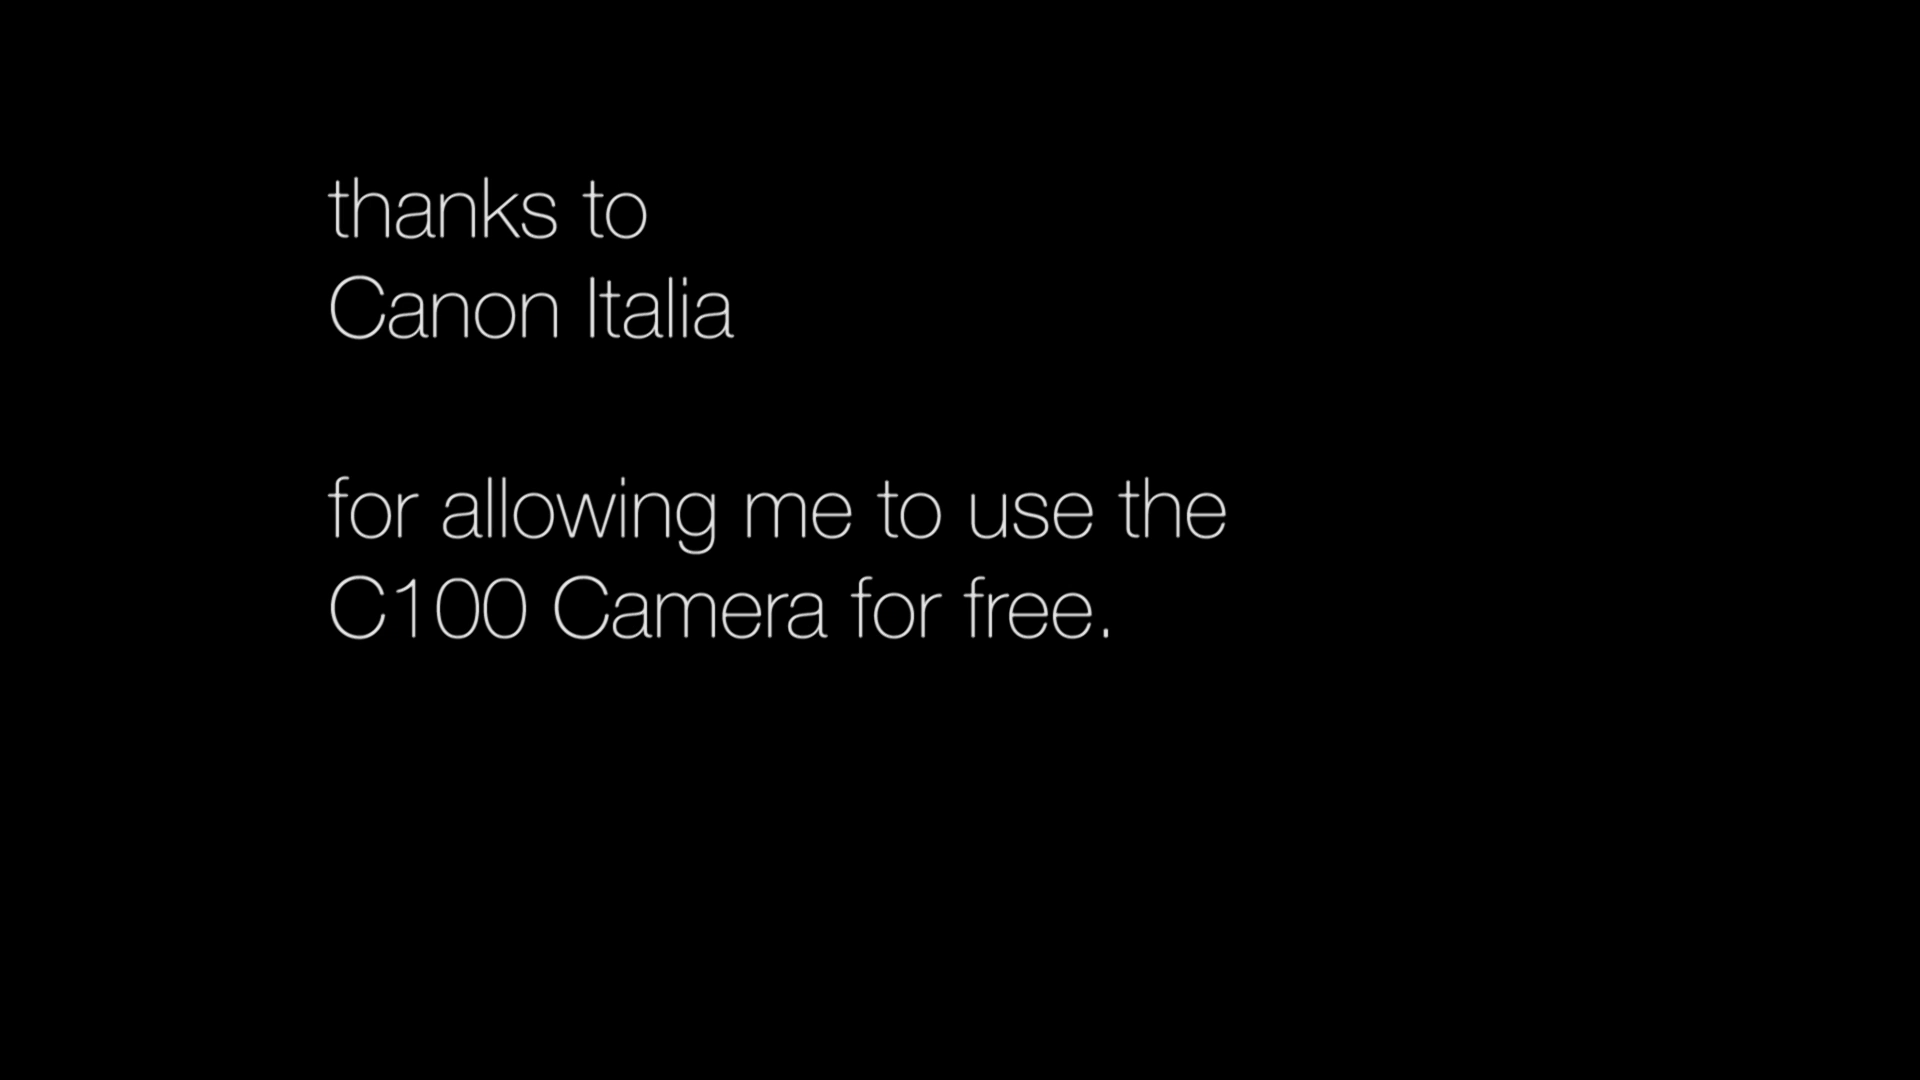 thanks to
Canon Italia
for allowing me to use the
C100 Camera for free.